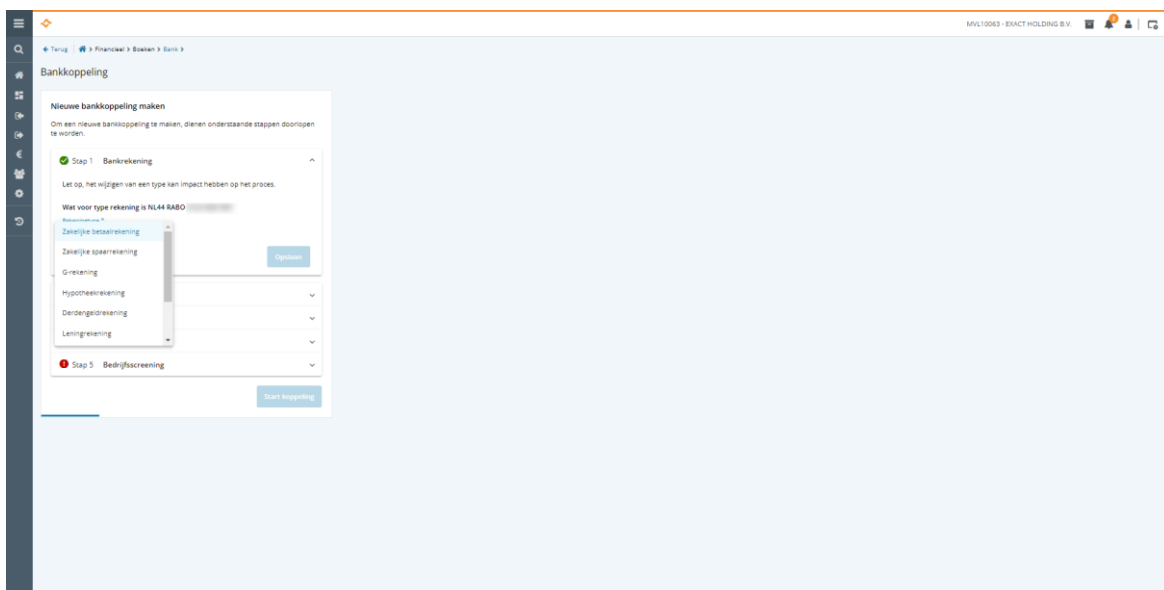 MVL10063 - EXACT HOLDING B.V.
Terug
> Financieel > Boeken > Bank >
Bankkoppeling
Nieuwe bankkoppeling maken
Om een nieuwe bankkoppeling te maken, dienen onderstaande stappen doorlopen
te worden.
Stap 1 Bankrekening
Let op, het wijzigen van een type kan impact hebben op het proces.
Wat voor type rekening is NL44 RABO
Zakelijke betaalrekening
Zakelijke spaarrekening
Opslaan
G-rekening
Hypotheekrekening
Derdengeldrekening
Leningrekening
Stap 5 Bedrijfsscreening
Start koppeling